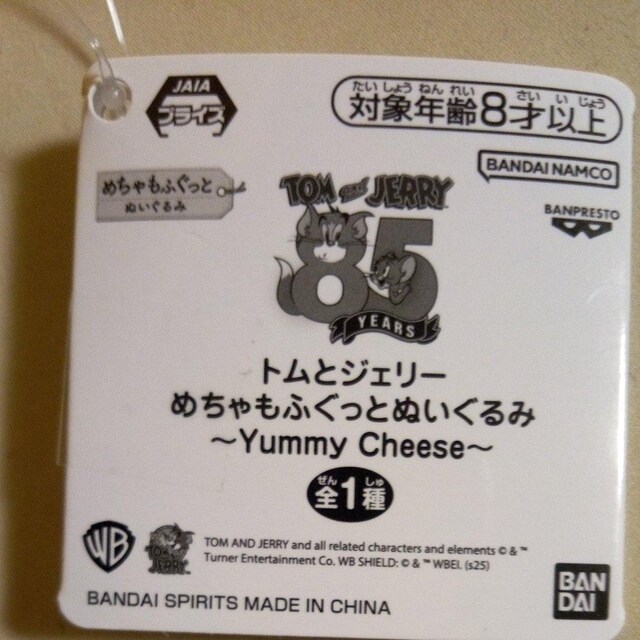 JAIA
プライズ
たいしょうねんれい さいいじょう
対象年齢8才以上
めちゃもふぐっと
ぬいぐるみ
BANDAI NAMCO
BANPRESTO
TOM AND JERRY
85
YEARS
トムとジェリー
めちゃもふぐっとぬいぐるみ
～Yummy Cheese～
ぜん しゅ
全1種
WB
TOM AND JERRY
TOM AND JERRY and all related characters and elements © & ™
Turner Entertainment Co. WB SHIELD: © & ™ WBEI. (s25)
BANDAI SPIRITS MADE IN CHINA
BAN
DAI